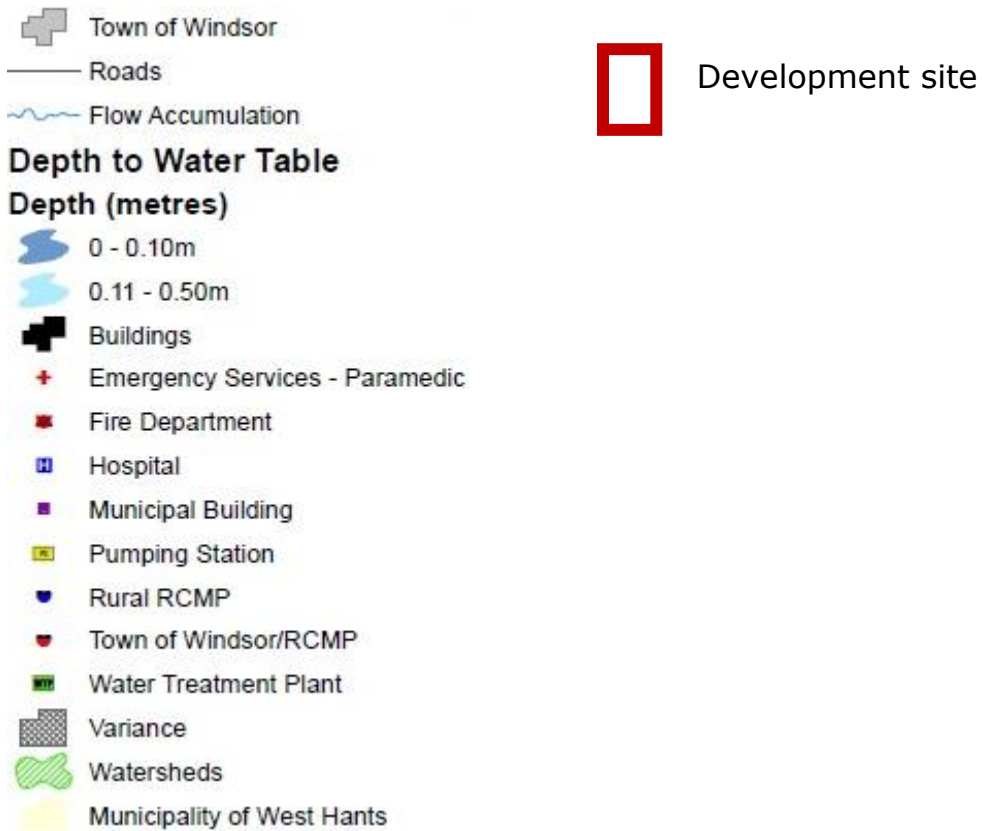 Town of Windsor
Roads
Development site
Flow Accumulation
Depth to Water Table
Depth (metres)
0 - 0.10m
0.11 - 0.50m
Buildings
Emergency Services - Paramedic
Fire Department
H Hospital
Municipal Building
PS Pumping Station
Rural RCMP
Town of Windsor/RCMP
WTP Water Treatment Plant
Variance
Watersheds
Municipality of West Hants